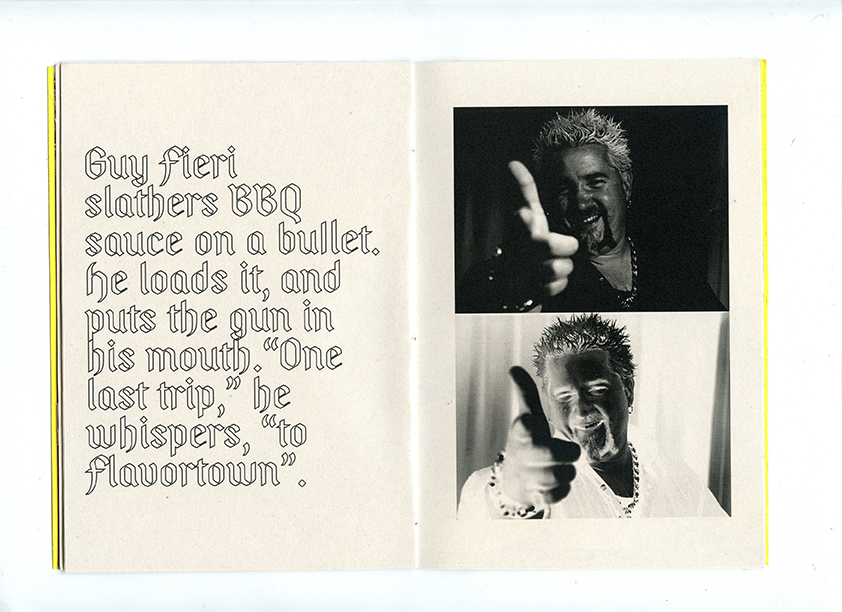 Guy Fieri
slathers BBQ
sauce on a bullet.
He loads it, and
puts the gun in
his mouth. “One
last trip,” he
whispers, “to
flavortown”.